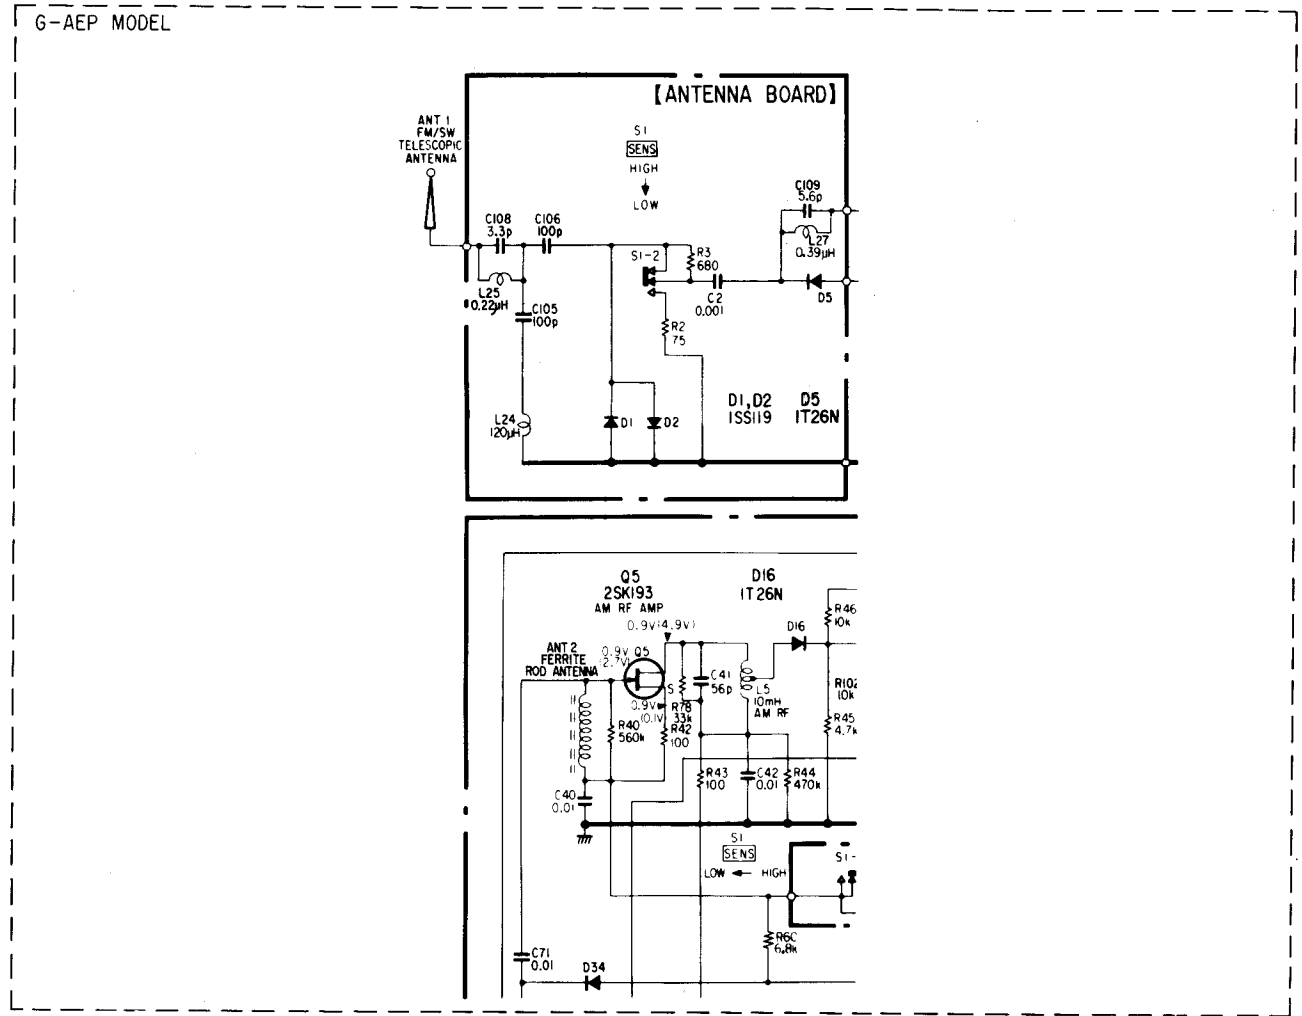 G-AEP MODEL
[ANTENNA BOARD]
ANT 1
FM/SW
TELESCOPIC
ANTENNA
S1
SENS
HIGH
LOW
C109
5.6p
L27
0.39µH
C108
3.3p
C106
100p
S1-2
R3
680
L25
0.22µH
C105
100p
C2
0.001
D5
R2
75
L24
120µH
D1
D2
D1,D2
1SS119
D5
1T26N
Q5
2SK193
AM RF AMP
D16
1T26N
0.9V(4.9V)
D16
R46
10k
ANT 2
FERRITE
ROD ANTENNA
0.9V
(2.7V)
Q5
S
C41
56p
L5
10mH
AM RF
R102
10k
0.9V
(0.1V)
R78
33k
R40
560k
R42
100
R45
4.7k
R43
100
C42
0.01
R44
470k
C40
0.01
S1
SENS
LOW
HIGH
S1-
R60
6.8k
C71
0.01
D34